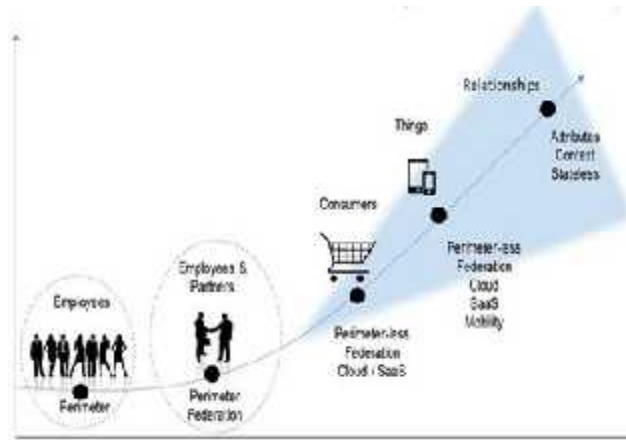 Relationships
Attributes
Context
Stateless
Things
Perimeter-less
Federation
Cloud
SaaS
Mobility
Consumers
Perimeter-less
Federation
Cloud / SaaS
Employees &
Partners
Perimeter
Federation
Employees
Perimeter